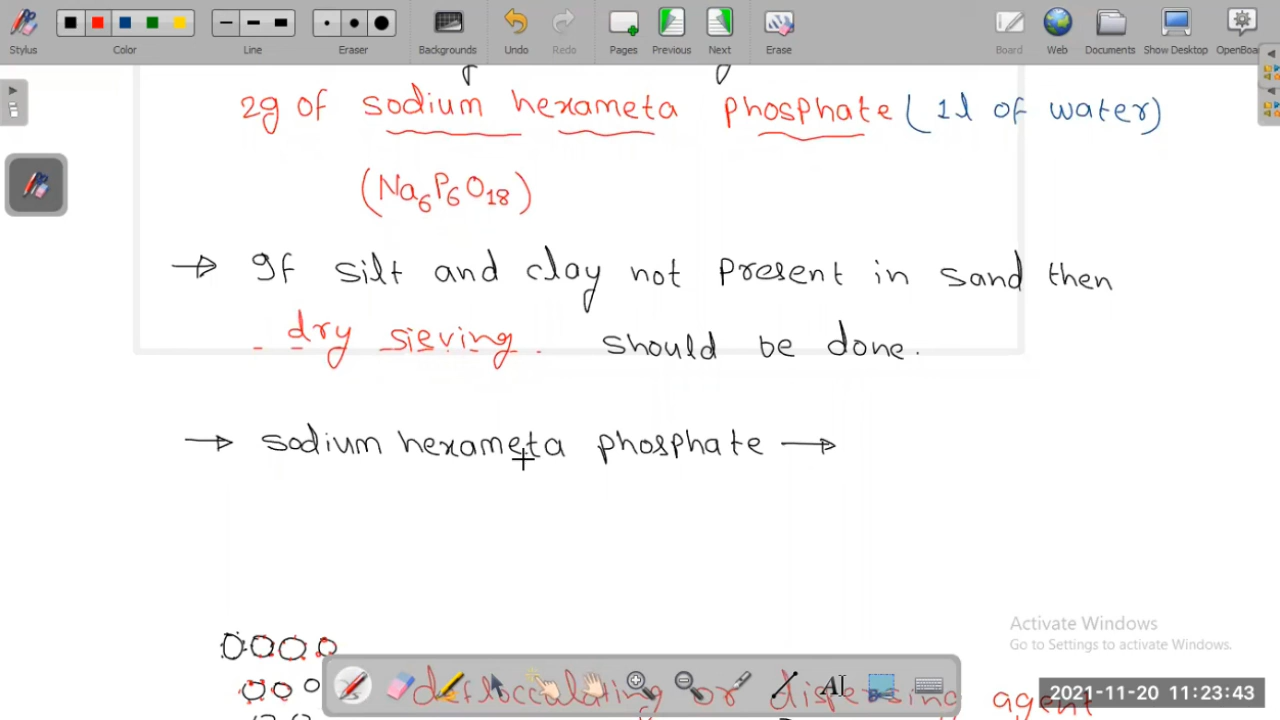 Stylus Color Line Eraser Backgrounds Undo Redo Pages Previous Next Erase Board Web Documents Show Desktop OpenBoa
2g of sodium hexameta phosphate (1l of water)
(Na6P6O18)
→ If silt and clay not present in sand then
dry sieving. should be done.
→ sodium hexameta phosphate →
Activate Windows
Go to Settings to activate Windows.
deflocculating or dispersing agent
2021-11-20 11:23:43